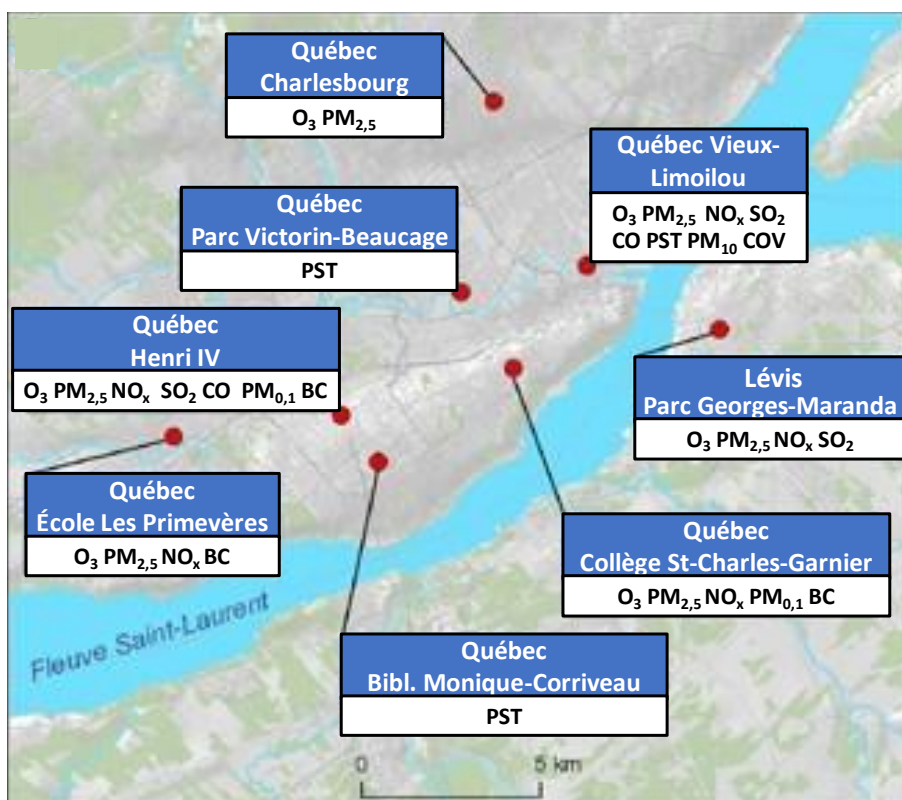 Québec
Charlesbourg
O₃ PM₂,₅
Québec Vieux-
Limoilou
O₃ PM₂,₅ NOₓ SO₂
CO PST PM₁₀ COV
Québec
Parc Victorin-Beaucage
PST
Québec
Henri IV
O₃ PM₂,₅ NOₓ SO₂ CO PM₀,₁ BC
Lévis
Parc Georges-Maranda
O₃ PM₂,₅ NOₓ SO₂
Québec
École Les Primevères
O₃ PM₂,₅ NOₓ BC
Québec
Collège St-Charles-Garnier
O₃ PM₂,₅ NOₓ PM₀,₁ BC
Fleuve Saint-Laurent
Québec
Bibl. Monique-Corriveau
PST
0 5 km